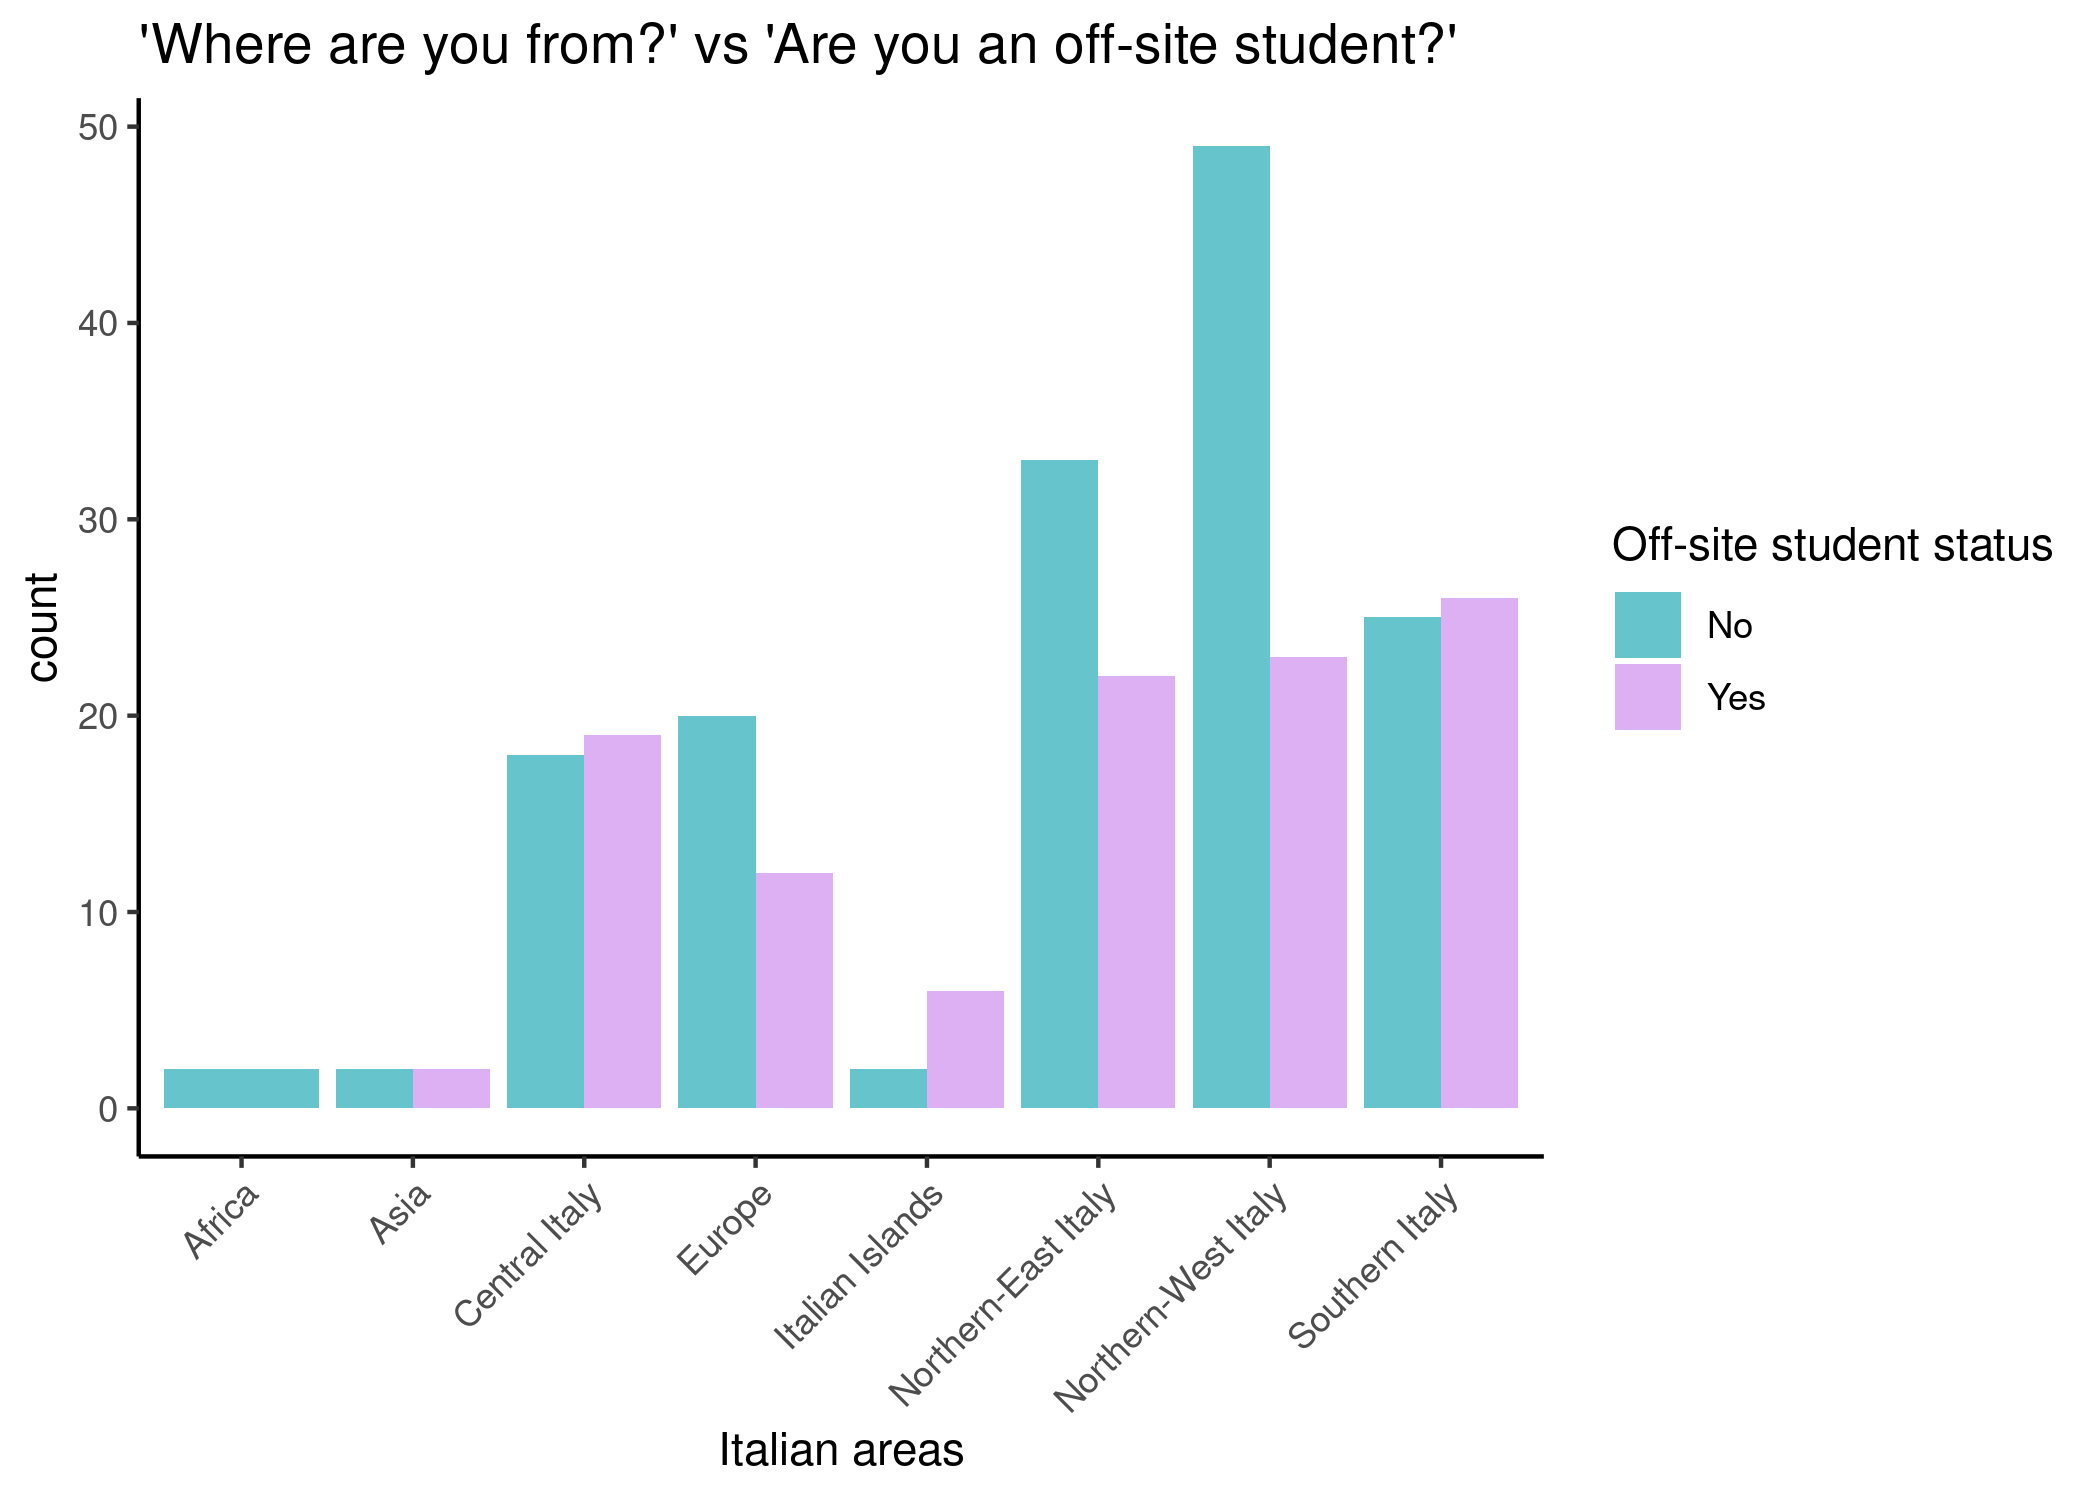 'Where are you from?' vs 'Are you an off-site student?'
50
40
30
20
10
0
count
Africa
Asia
Central Italy
Europe
Italian Islands
Northern-East Italy
Northern-West Italy
Southern Italy
Italian areas
Off-site student status
No
Yes